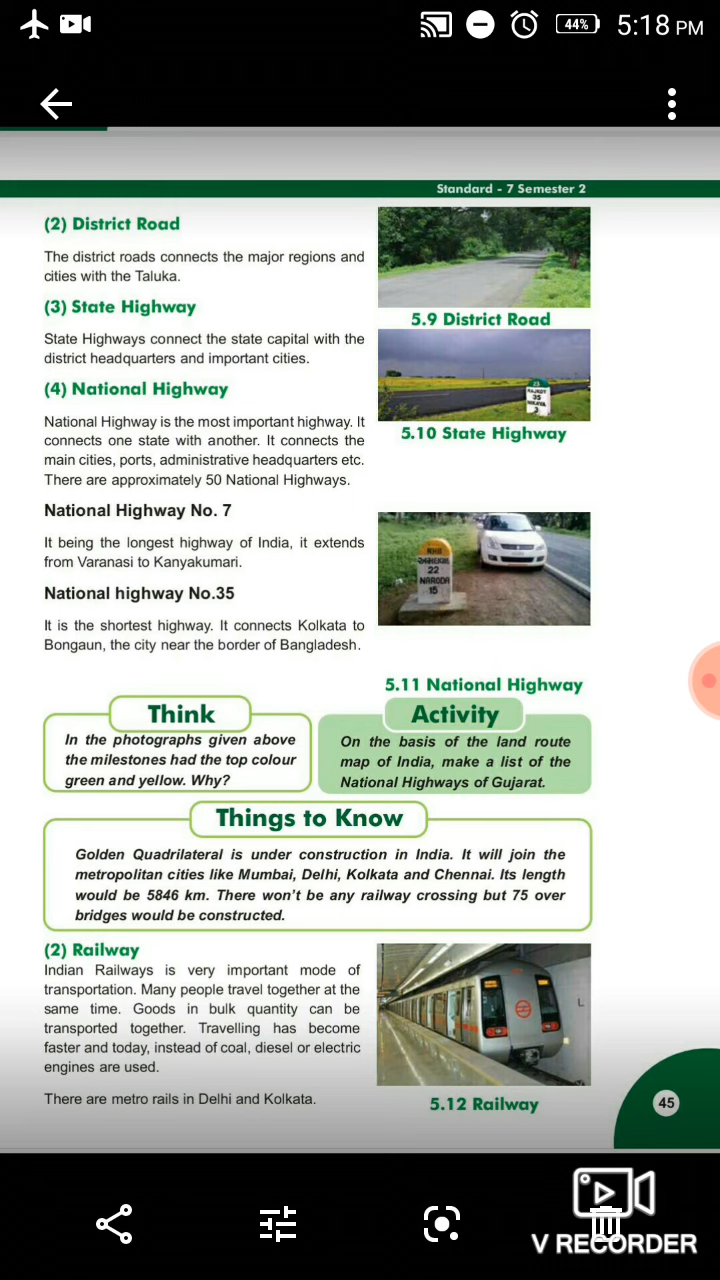 44%
5:18 PM
Standard - 7 Semester 2
(2) District Road
The district roads connects the major regions and
cities with the Taluka.
5.9 District Road
(3) State Highway
State Highways connect the state capital with the
district headquarters and important cities.
23
RAJKOT
35
5.10 State Highway
(4) National Highway
National Highway is the most important highway. It
connects one state with another. It connects the
main cities, ports, administrative headquarters etc.
There are approximately 50 National Highways.
National Highway No. 7
It being the longest highway of India, it extends
from Varanasi to Kanyakumari.
National highway No.35
It is the shortest highway. It connects Kolkata to
Bongaun, the city near the border of Bangladesh.
NH8
22
NARODA
15
5.11 National Highway
Think
In the photographs given above
the milestones had the top colour
green and yellow. Why?
Activity
On the basis of the land route
map of India, make a list of the
National Highways of Gujarat.
Things to Know
Golden Quadrilateral is under construction in India. It will join the
metropolitan cities like Mumbai, Delhi, Kolkata and Chennai. Its length
would be 5846 km. There won't be any railway crossing but 75 over
bridges would be constructed.
(2) Railway
Indian Railways is very important mode of
transportation. Many people travel together at the
same time. Goods in bulk quantity can be
transported together. Travelling has become
faster and today, instead of coal, diesel or electric
engines are used.
There are metro rails in Delhi and Kolkata.
5.12 Railway
45
V RECORDER